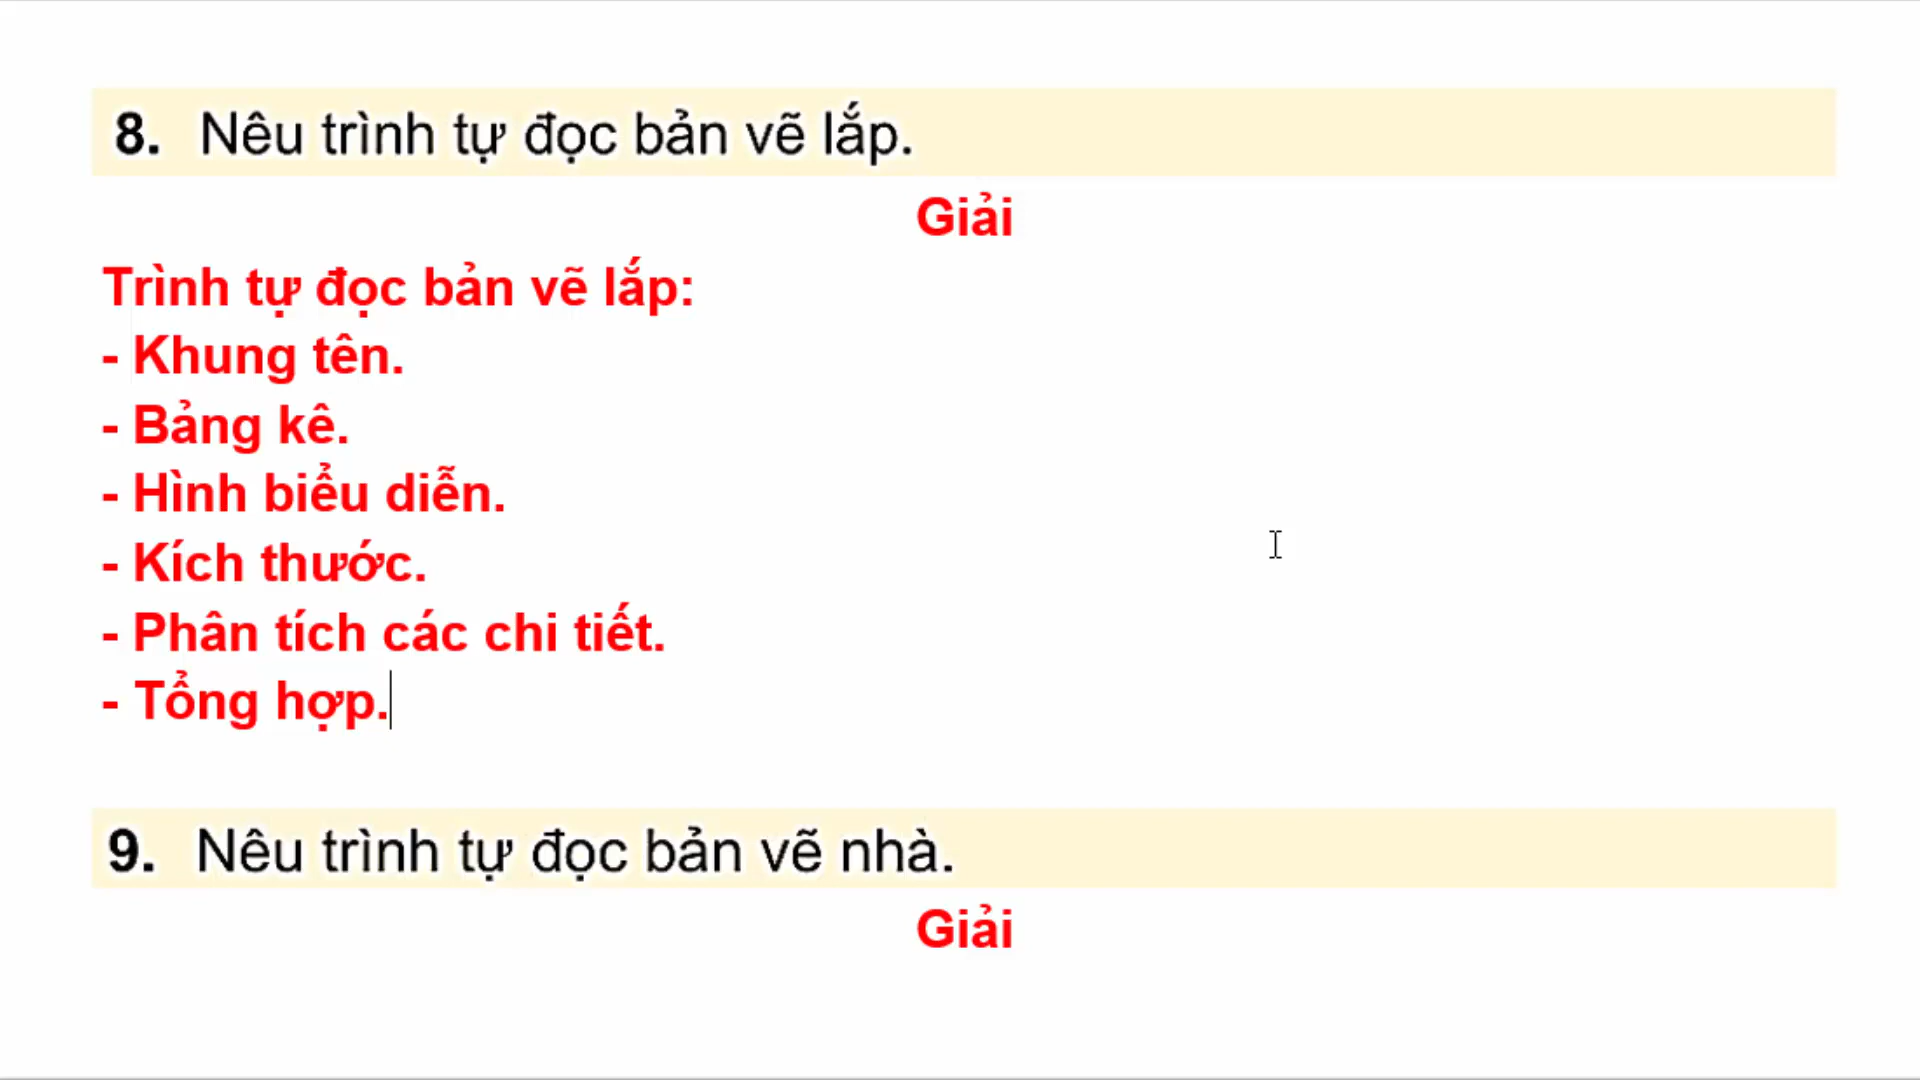 8. Nêu trình tự đọc bản vẽ lắp.
Giải
Trình tự đọc bản vẽ lắp:
- Khung tên.
- Bảng kê.
- Hình biểu diễn.
- Kích thước.
- Phân tích các chi tiết.
- Tổng hợp.
9. Nêu trình tự đọc bản vẽ nhà.
Giải